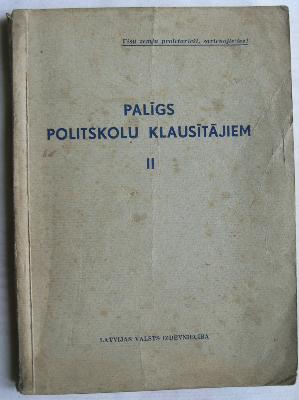 Visu zemju proletārieši, savienojieties!
PALĪGS
POLITSKOLU KLAUSĪTĀJIEM
II
LATVIJAS VALSTS IZDEVNIECĪBA